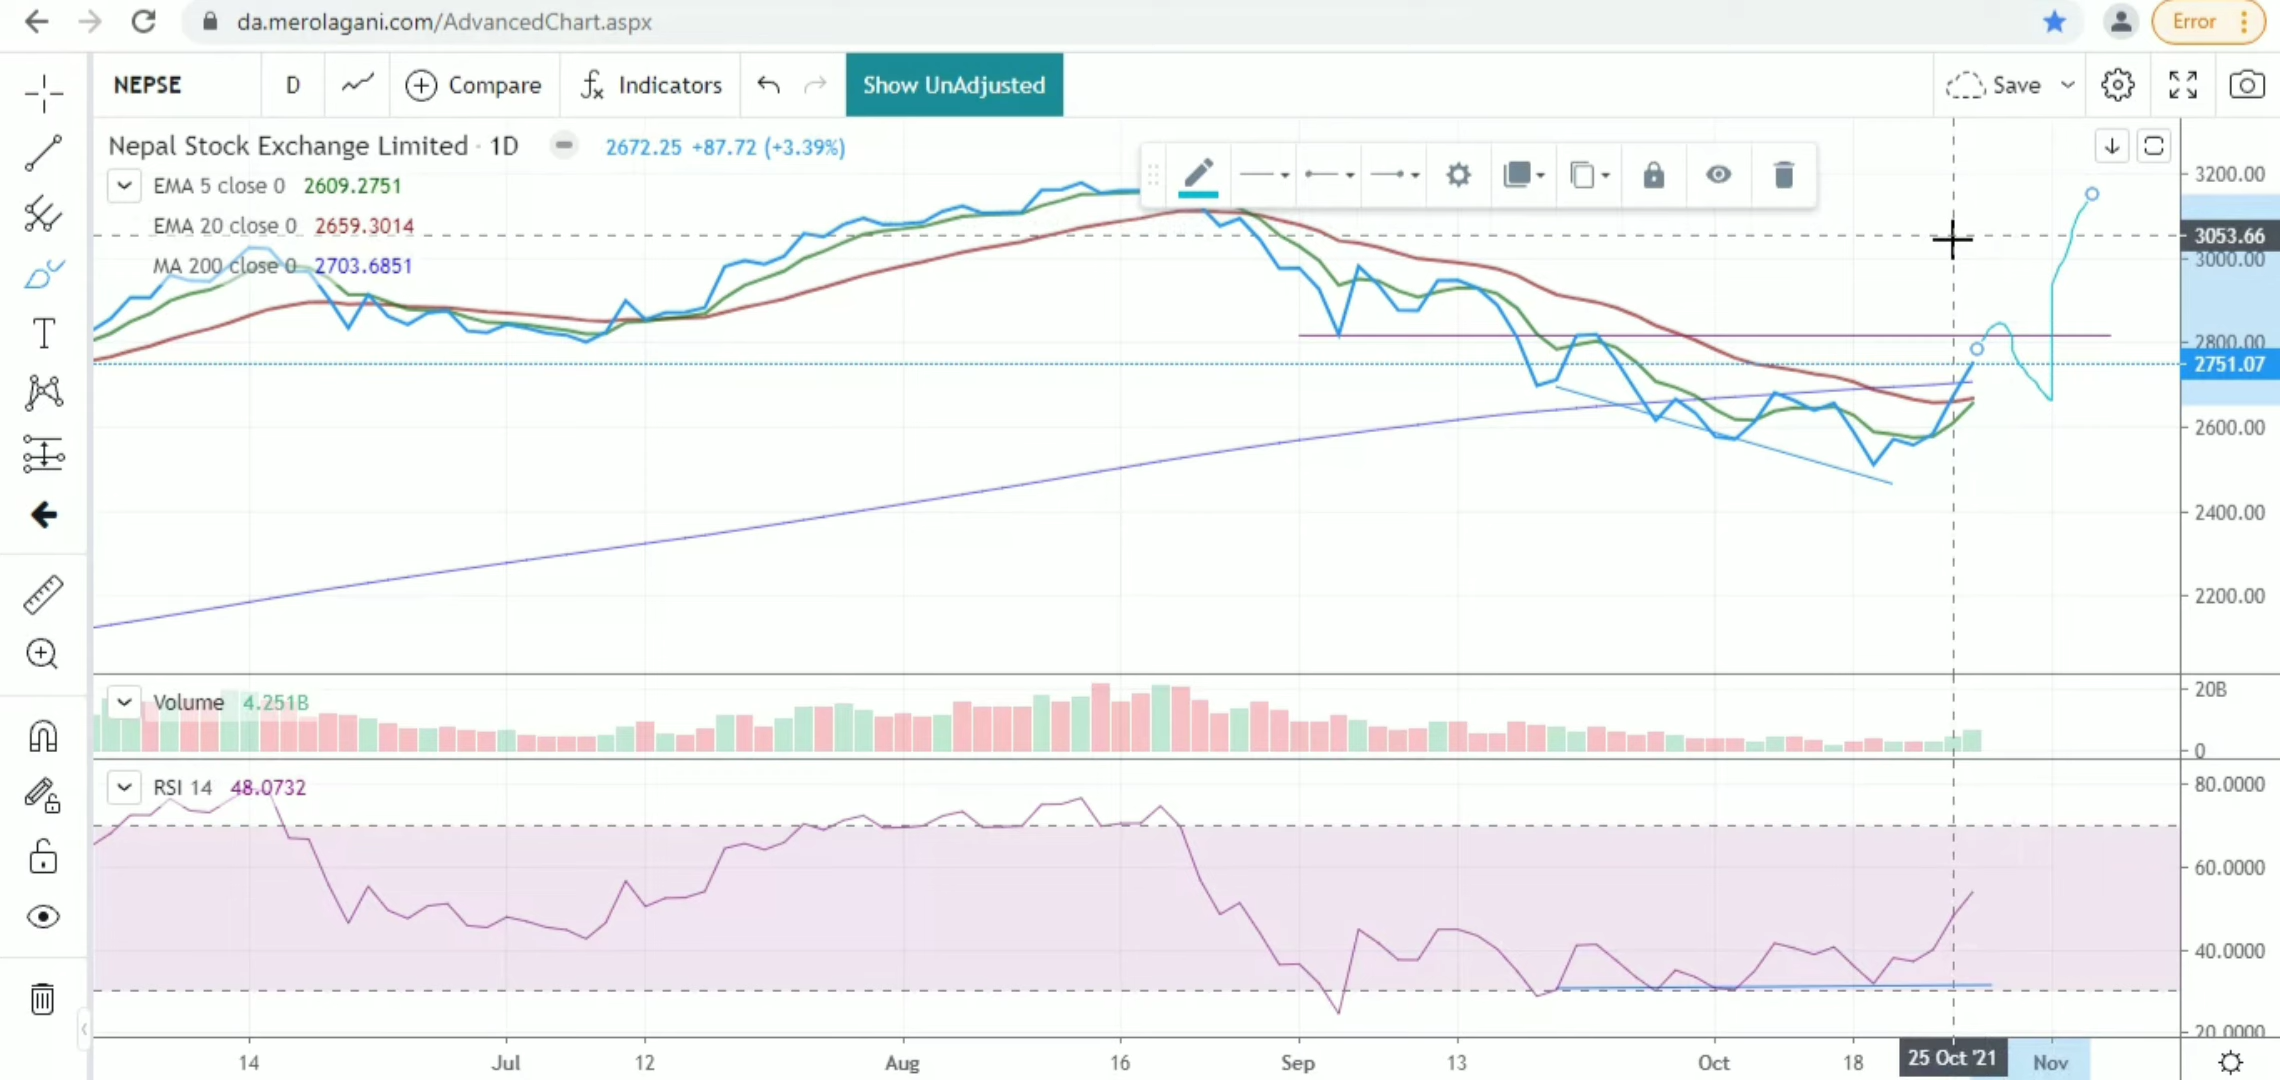 da.merolagani.com/AdvancedChart.aspx
Error
NEPSE
D
Compare
Indicators
Show UnAdjusted
Save
Nepal Stock Exchange Limited · 1D
2672.25 +87.72 (+3.39%)
EMA 5 close 0 2609.2751
EMA 20 close 0 2659.3014
MA 200 close 0 2703.6851
3200.00
3053.66
3000.00
2800.00
2751.07
2600.00
2400.00
2200.00
Volume 4.251B
20B
0
RSI 14 48.0732
80.0000
60.0000
40.0000
20.0000
14 Jul 12 Aug 16 Sep 13 Oct 18 25 Oct '21 Nov